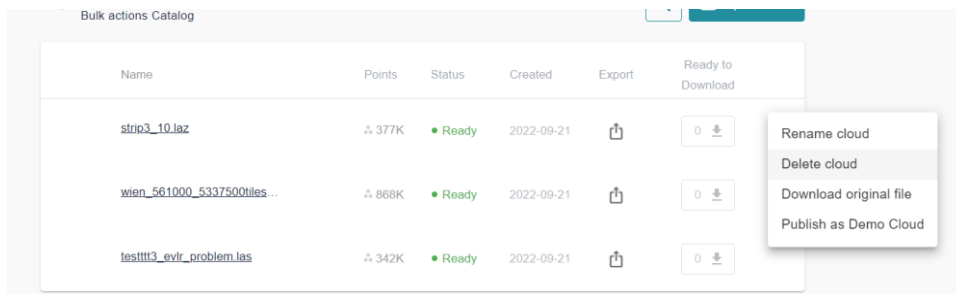 Bulk actions Catalog
Name Points Status Created Export Ready to
Download
strip3_10.laz 377K Ready 2022-09-21 0
Rename cloud
Delete cloud
wien_561000_5337500tiles... 868K Ready 2022-09-21 0
Download original file
Publish as Demo Cloud
testttt3_evlr_problem.las 342K Ready 2022-09-21 0